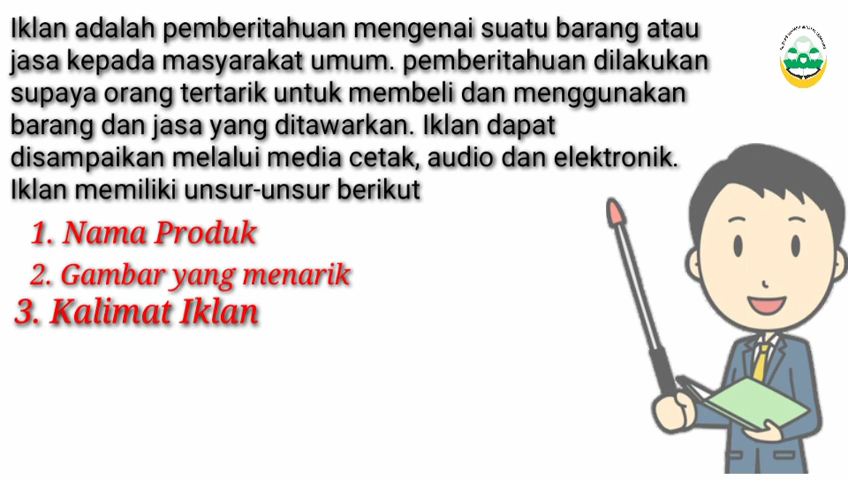 Iklan adalah pemberitahuan mengenai suatu barang atau
jasa kepada masyarakat umum. pemberitahuan dilakukan
supaya orang tertarik untuk membeli dan menggunakan
barang dan jasa yang ditawarkan. Iklan dapat
disampaikan melalui media cetak, audio dan elektronik.
Iklan memiliki unsur-unsur berikut
1. Nama Produk
2. Gambar yang menarik
3. Kalimat Iklan